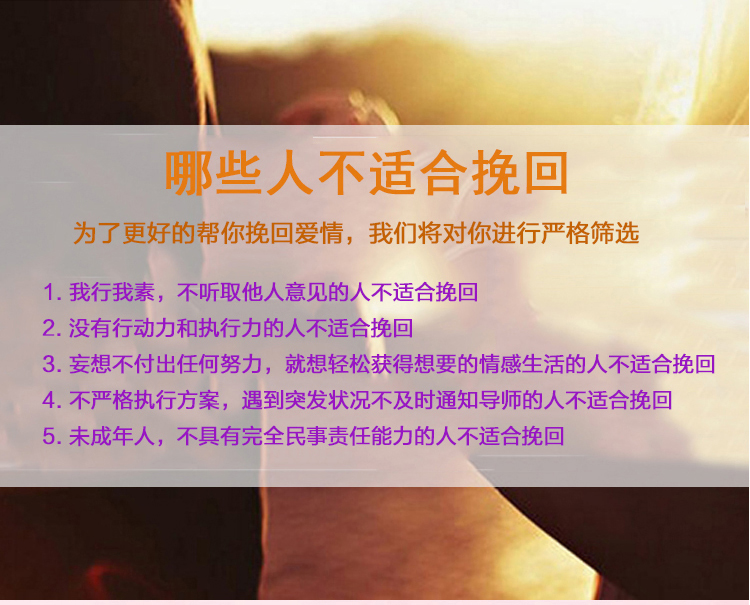 哪些人不适合挽回
为了更好的帮你挽回爱情，我们将对你进行严格筛选
1. 我行我素，不听取他人意见的人不适合挽回
2. 没有行动力和执行力的人不适合挽回
3. 妄想不付出任何努力，就想轻松获得想要的情感生活的人不适合挽回
4. 不严格执行方案，遇到突发状况不及时通知导师的人不适合挽回
5. 未成年人，不具有完全民事责任能力的人不适合挽回